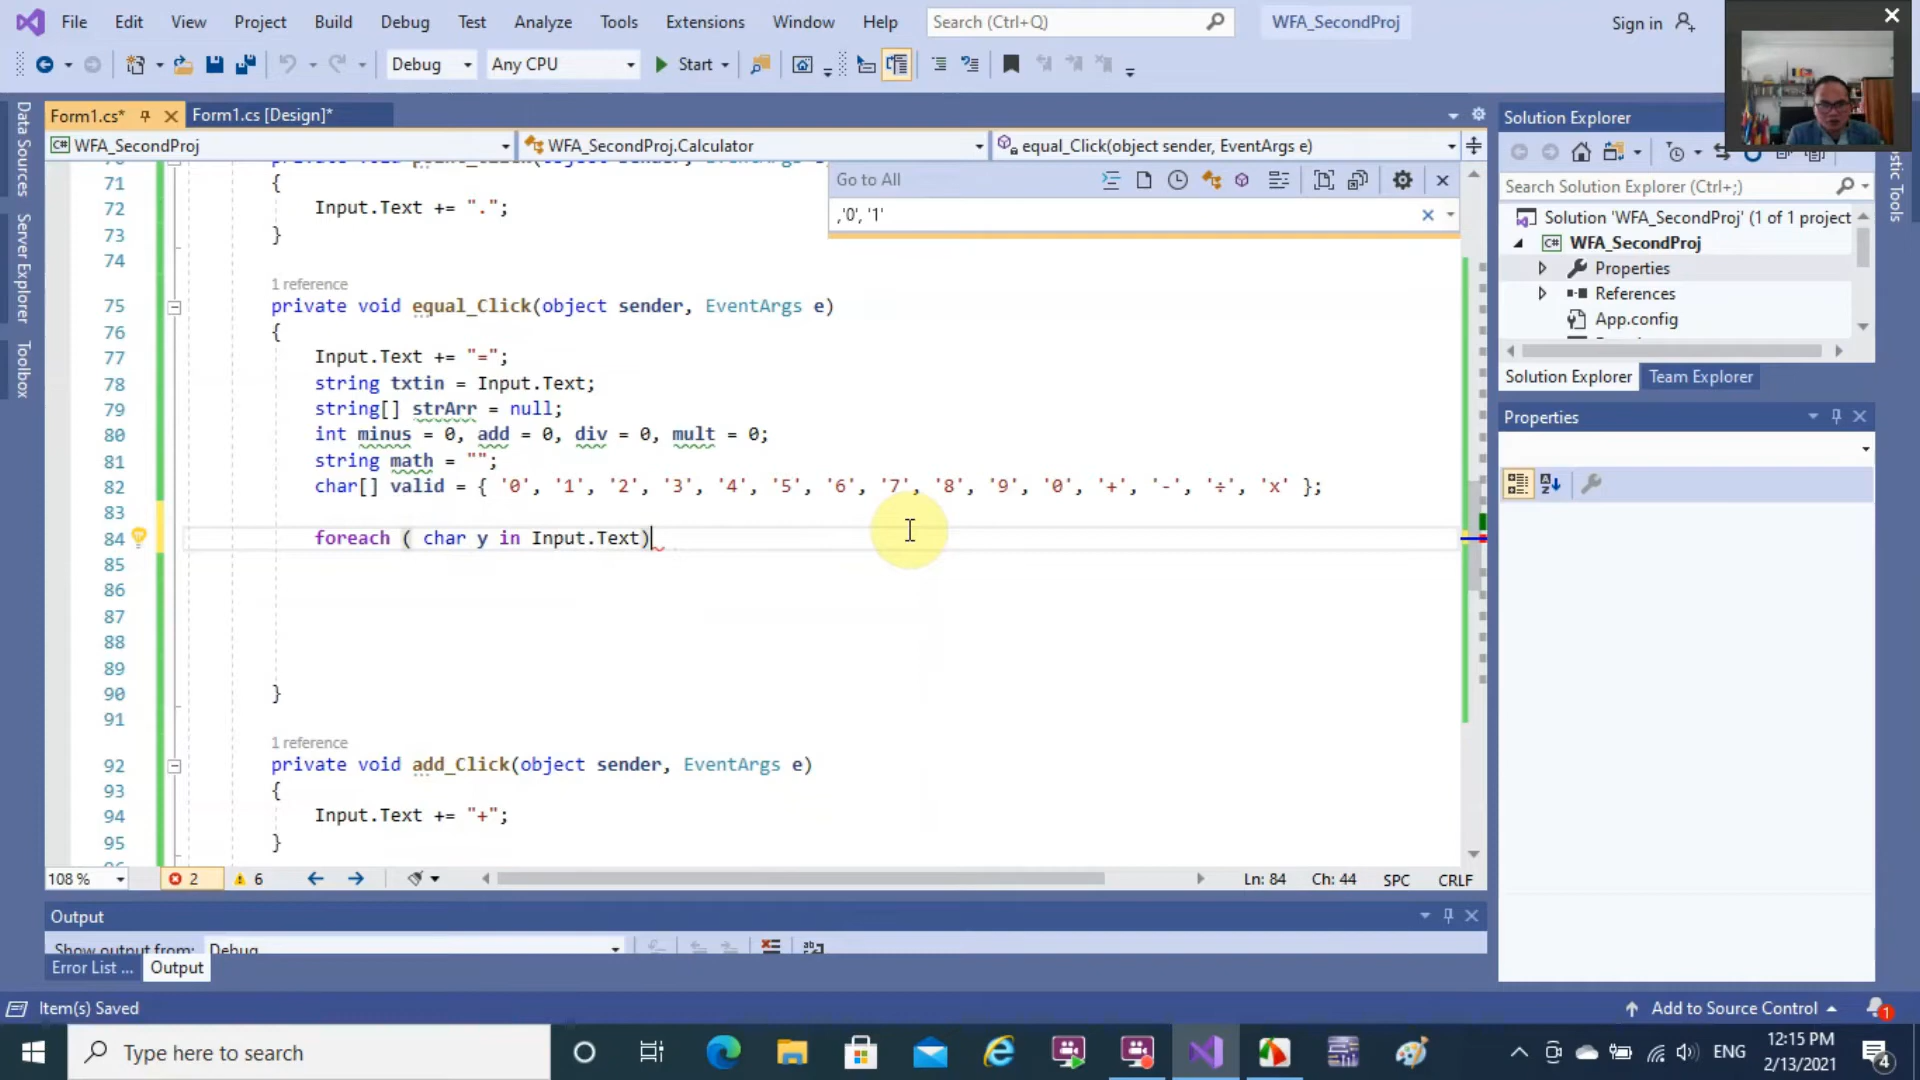 File Edit View Project Build Debug Test Analyze Tools Extensions Window Help Search (Ctrl+Q) WFA_SecondProj Sign in
Debug Any CPU Start
Form1.cs* Form1.cs [Design]*
Solution Explorer
WFA_SecondProj WFA_SecondProj.Calculator equal_Click(object sender, EventArgs e)
Data Sources
Server Explorer
Toolbox
Go to All
,'0', '1'
Search Solution Explorer (Ctrl+;)
Solution 'WFA_SecondProj' (1 of 1 project
WFA_SecondProj
Properties
References
App.config
Solution Explorer Team Explorer
Properties
71 {
72 Input.Text += ".";
73 }
74
1 reference
75 private void equal_Click(object sender, EventArgs e)
76 {
77 Input.Text += "=";
78 string txtin = Input.Text;
79 string[] strArr = null;
80 int minus = 0, add = 0, div = 0, mult = 0;
81 string math = "";
82 char[] valid = { '0', '1', '2', '3', '4', '5', '6', '7', '8', '9', '0', '+', '-', '÷', 'x' };
83
84 foreach ( char y in Input.Text)
85
86
87
88
89
90 }
91
1 reference
92 private void add_Click(object sender, EventArgs e)
93 {
94 Input.Text += "+";
95 }
108 % 2 6 Ln: 84 Ch: 44 SPC CRLF
Output
Show output from: Debug
Error List ... Output
Item(s) Saved Add to Source Control 1
Type here to search ENG 12:15 PM
2/13/2021 4